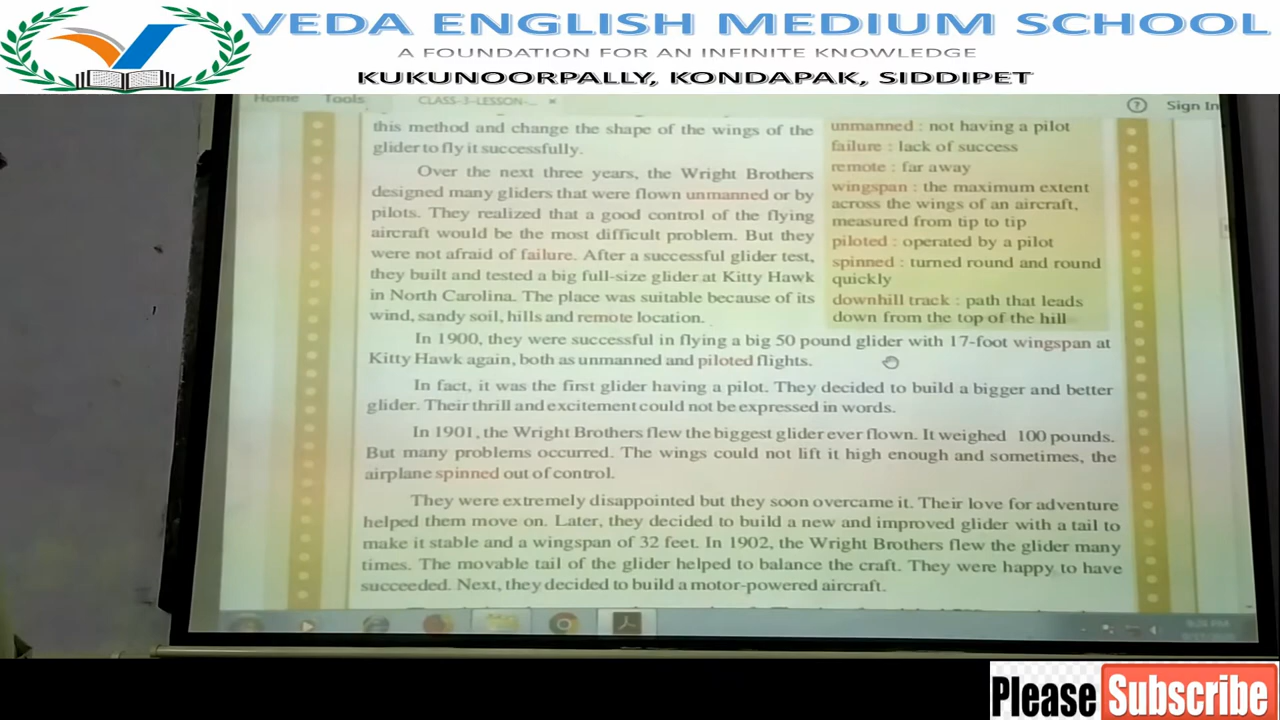 VEDA ENGLISH MEDIUM SCHOOL
A FOUNDATION FOR AN INFINITE KNOWLEDGE
KUKUNOORPALLY, KONDAPAK, SIDDIPET
Home Tools CLASS-3-LESSON-... × ? Sign In
this method and change the shape of the wings of the
glider to fly it successfully.
Over the next three years, the Wright Brothers
designed many gliders that were flown unmanned or by
pilots. They realized that a good control of the flying
aircraft would be the most difficult problem. But they
were not afraid of failure. After a successful glider test,
they built and tested a big full-size glider at Kitty Hawk
in North Carolina. The place was suitable because of its
wind, sandy soil, hills and remote location.
unmanned : not having a pilot
failure : lack of success
remote : far away
wingspan : the maximum extent
across the wings of an aircraft,
measured from tip to tip
piloted : operated by a pilot
spinned : turned round and round
quickly
downhill track : path that leads
down from the top of the hill
In 1900, they were successful in flying a big 50 pound glider with 17-foot wingspan at
Kitty Hawk again, both as unmanned and piloted flights.
In fact, it was the first glider having a pilot. They decided to build a bigger and better
glider. Their thrill and excitement could not be expressed in words.
In 1901, the Wright Brothers flew the biggest glider ever flown. It weighed 100 pounds.
But many problems occurred. The wings could not lift it high enough and sometimes, the
airplane spinned out of control.
They were extremely disappointed but they soon overcame it. Their love for adventure
helped them move on. Later, they decided to build a new and improved glider with a tail to
make it stable and a wingspan of 32 feet. In 1902, the Wright Brothers flew the glider many
times. The movable tail of the glider helped to balance the craft. They were happy to have
succeeded. Next, they decided to build a motor-powered aircraft.
Please Subscribe